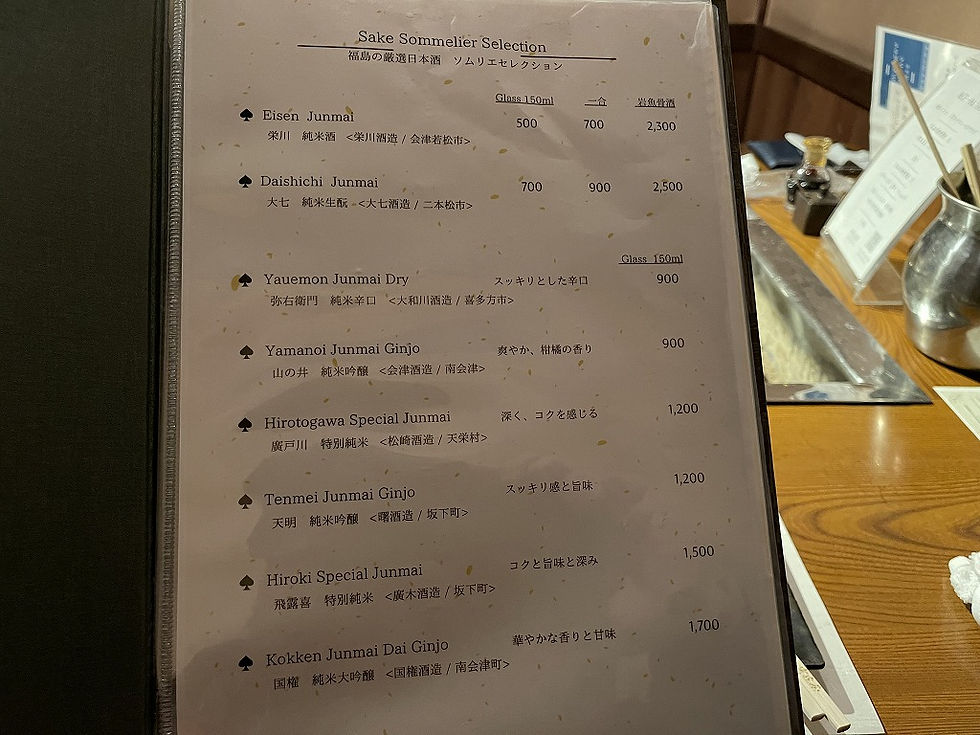 Sake Sommelier Selection
福島の厳選日本酒　ソムリエセレクション
Glass 150ml　一合　岩魚骨酒
♠ Eisen Junmai　500　700　2,300
栄川　純米酒　<栄川酒造 / 会津若松市>
♠ Daishichi Junmai　700　900　2,500
大七　純米生酛　<大七酒造 / 二本松市>
Glass 150ml
♠ Yauemon Junmai Dry　スッキリとした辛口　900
弥右衛門　純米辛口　<大和川酒造 / 喜多方市>
♠ Yamanoi Junmai Ginjo　爽やか、柑橘の香り　900
山の井　純米吟醸　<会津酒造 / 南会津>
♠ Hirotogawa Special Junmai　深く、コクを感じる　1,200
廣戸川　特別純米　<松崎酒造 / 天栄村>
♠ Tenmei Junmai Ginjo　スッキリ感と旨味　1,200
天明　純米吟醸　<曙酒造 / 坂下町>
♠ Hiroki Special Junmai　コクと旨味と深み　1,500
飛露喜　特別純米　<廣木酒造 / 坂下町>
♠ Kokken Junmai Dai Ginjo　華やかな香りと甘味　1,700
国権　純米大吟醸　<国権酒造 / 南会津町>